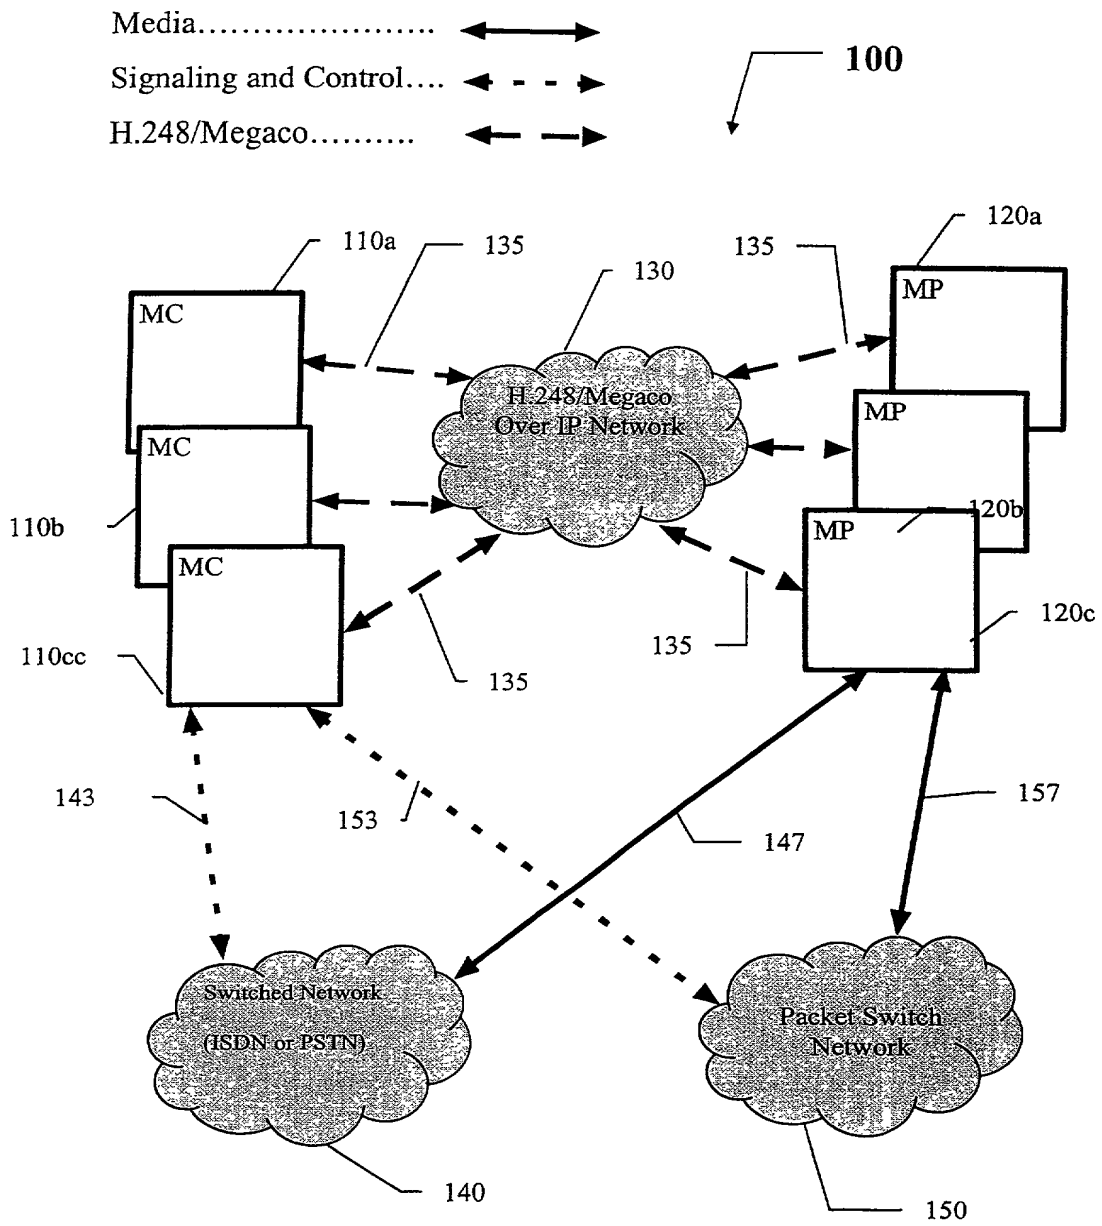 Media......................
Signaling and Control....
H.248/Megaco..........
100
110a
135
130
135
120a
MC
MP
H.248/Megaco
Over IP Network
MC
MP
110b
120b
MC
MP
110cc
135
135
120c
143
153
147
157
Switched Network
(ISDN or PSTN)
Packet Switch
Network
140
150